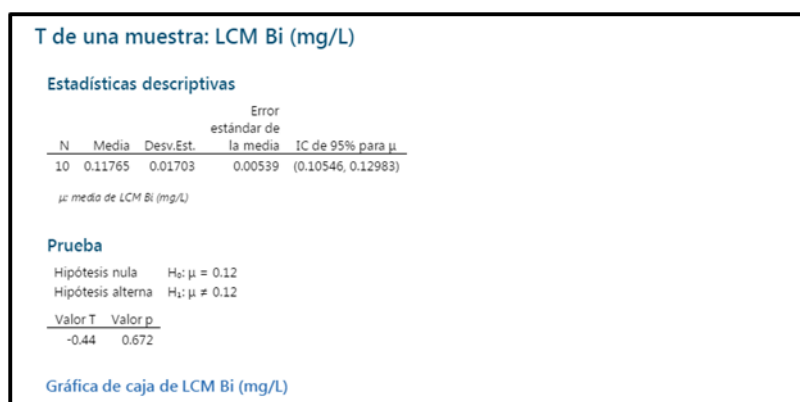 T de una muestra: LCM Bi (mg/L)
Estadísticas descriptivas
Error
estándar de
N Media Desv.Est. la media IC de 95% para μ
10 0.11765 0.01703 0.00539 (0.10546, 0.12983)
μ: media de LCM Bi (mg/L)
Prueba
Hipótesis nula H₀: μ = 0.12
Hipótesis alterna H₁: μ ≠ 0.12
Valor T Valor p
-0.44 0.672
Gráfica de caja de LCM Bi (mg/L)